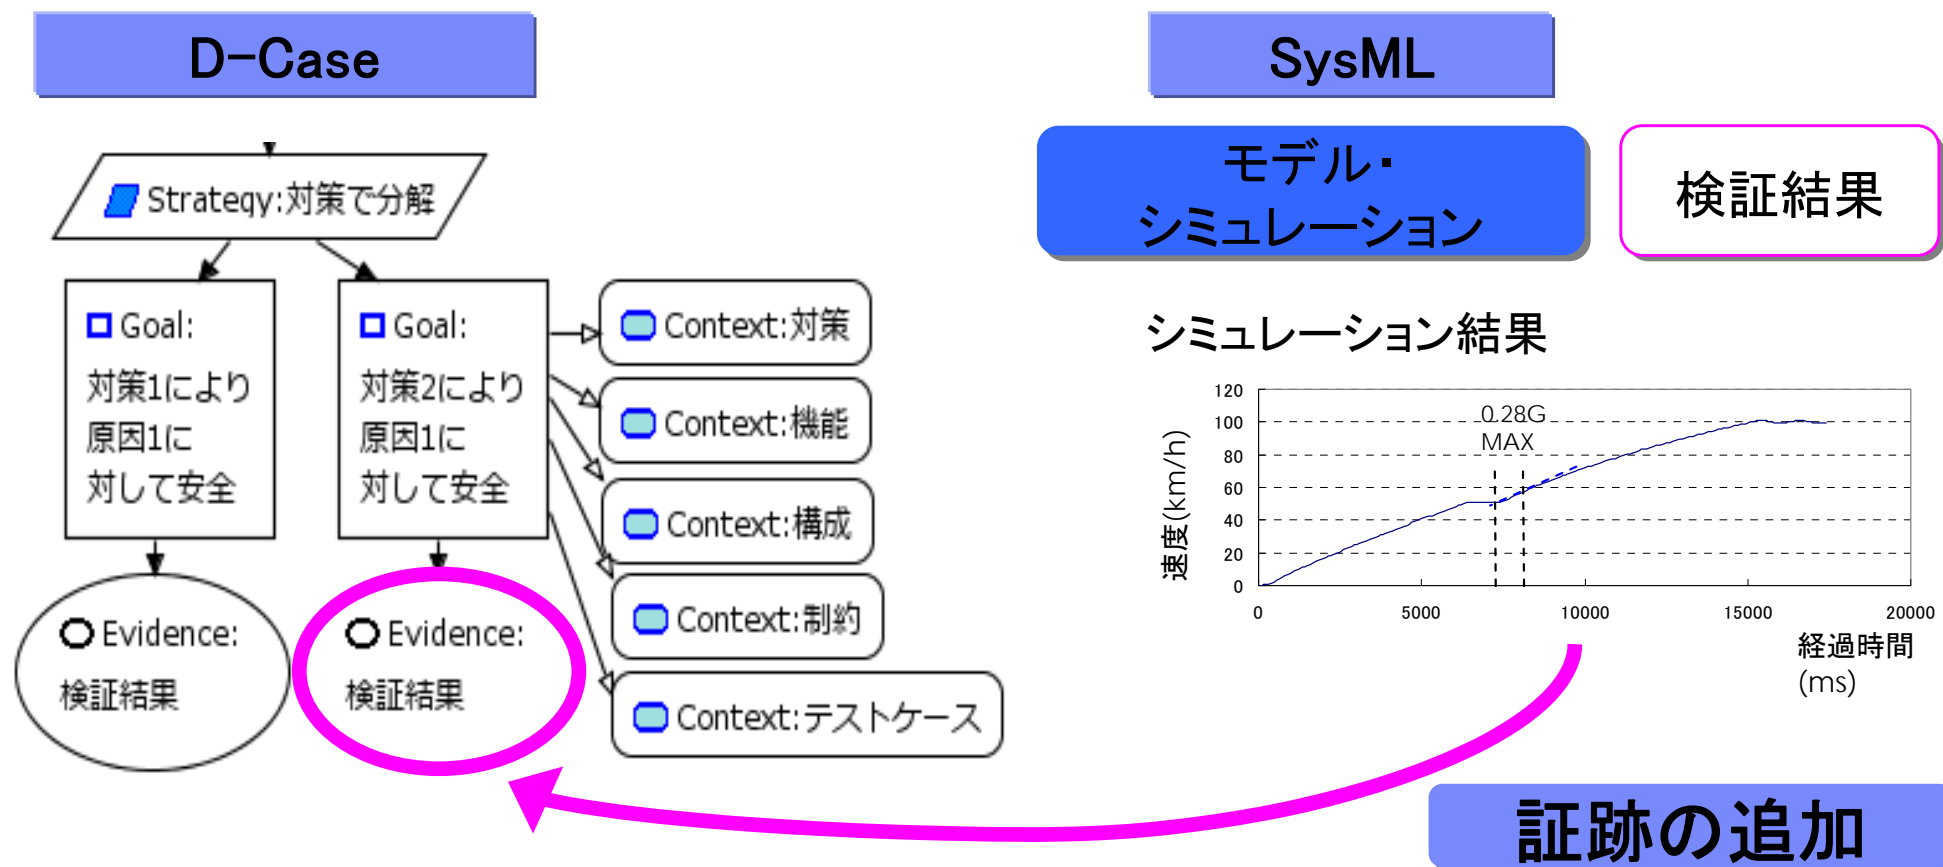 D-Case
SysML
モデル・
シミュレーション
検証結果
Strategy:対策で分解
Goal:
対策1により
原因1に
対して安全
Goal:
対策2により
原因1に
対して安全
Context:対策
Context:機能
Context:構成
Context:制約
Context:テストケース
Evidence:
検証結果
Evidence:
検証結果
シミュレーション結果
速度(km/h)
120
100
80
60
40
20
0
0.28G
MAX
0
5000
10000
15000
20000
経過時間
(ms)
証跡の追加